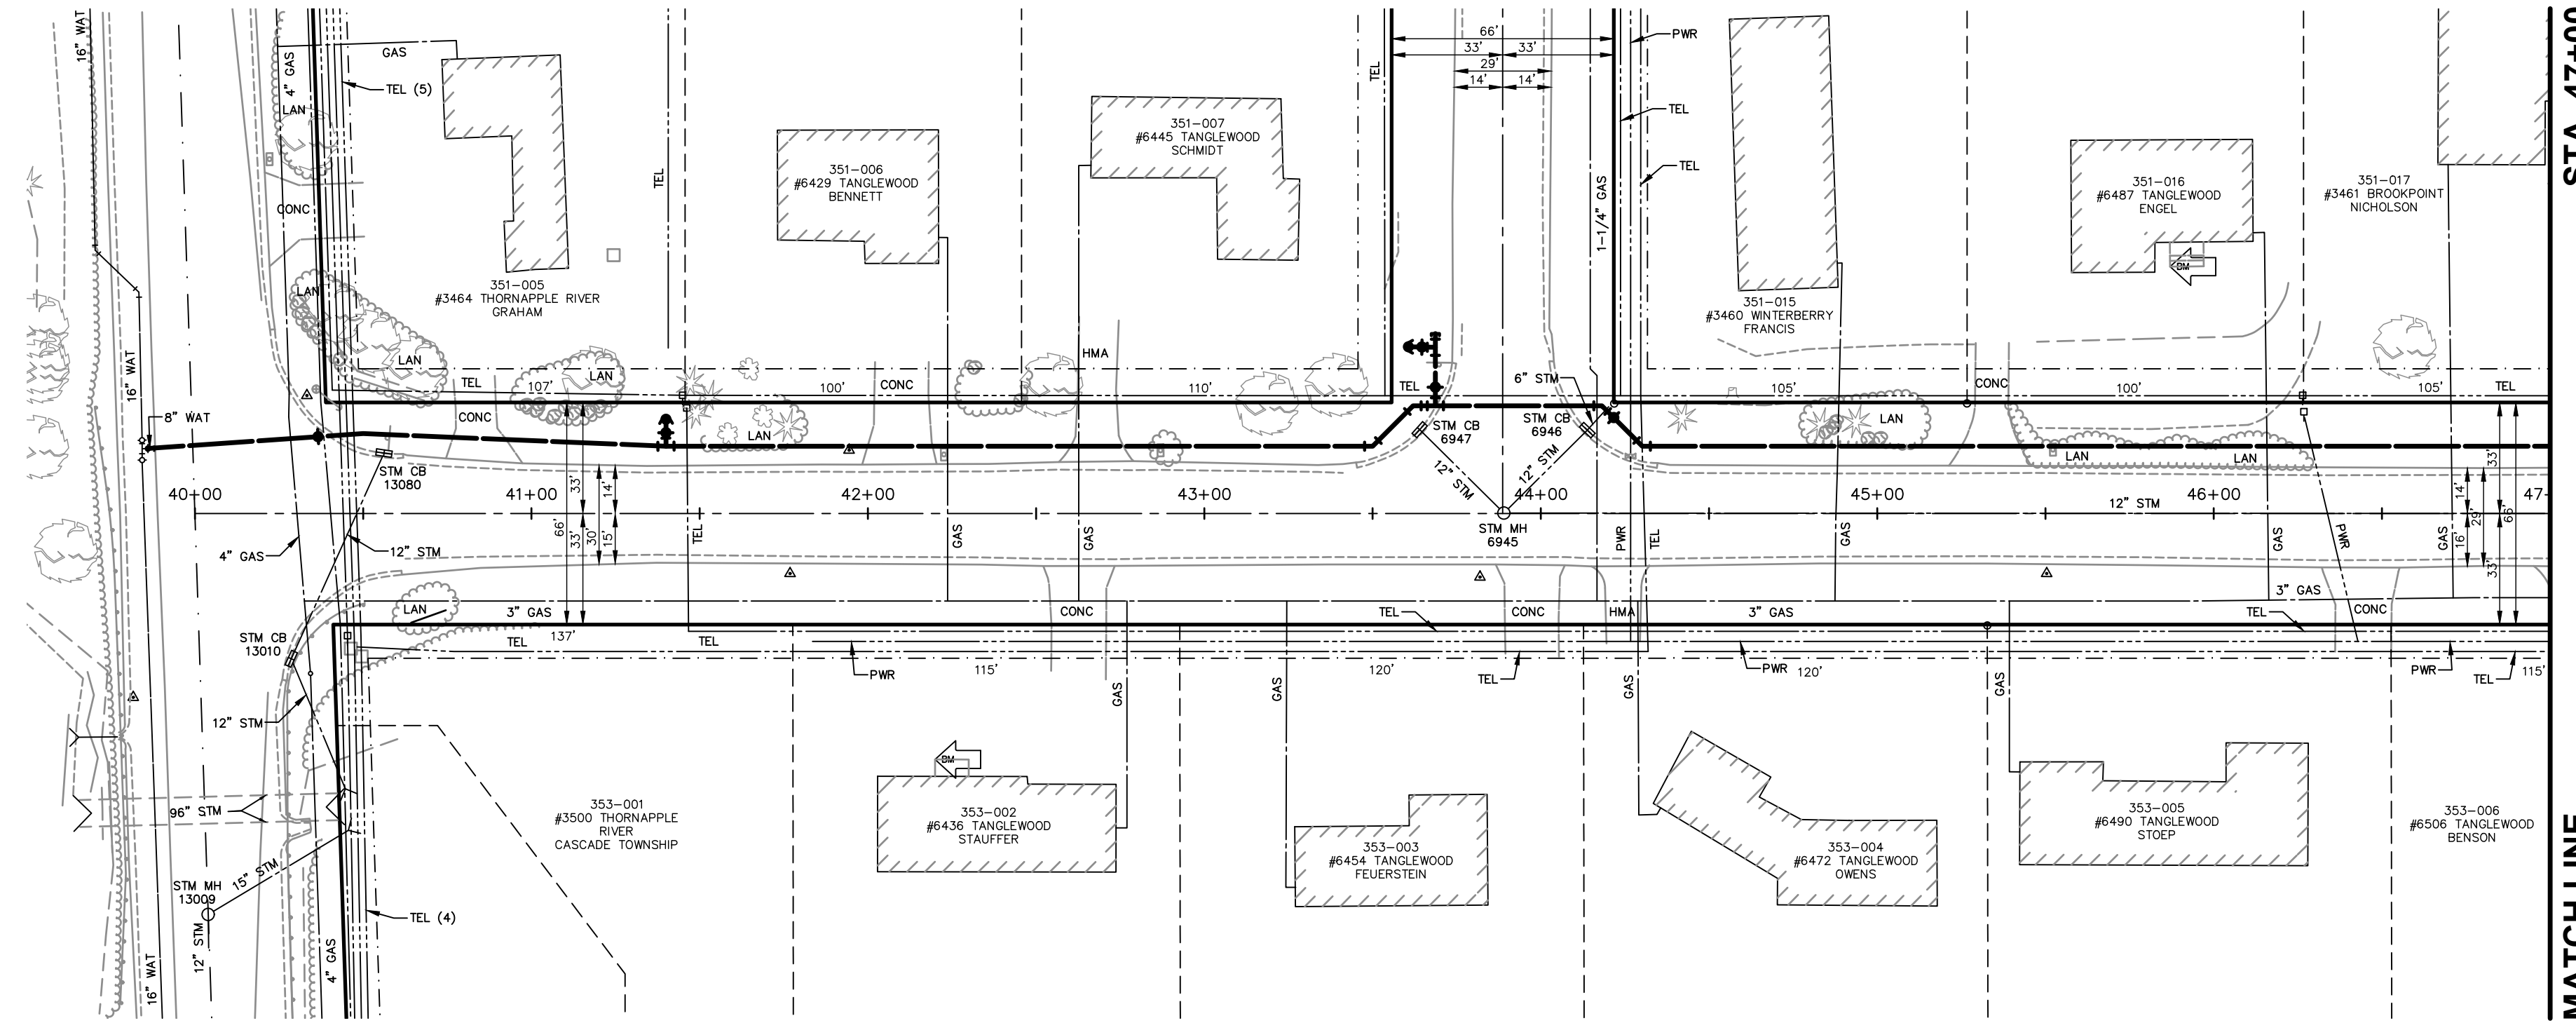 16" WAT
GAS
4" GAS
TEL (5)
LAN
CONC
TEL
351-005
#3464 THORNAPPLE RIVER
GRAHAM
LAN
LAN
16" WAT
8" WAT
351-006
#6429 TANGLEWOOD
BENNETT
351-007
#6445 TANGLEWOOD
SCHMIDT
TEL
66'
33'
33'
29'
14'
14'
PWR
TEL
TEL
1-1/4" GAS
351-015
#3460 WINTERBERRY
FRANCIS
351-016
#6487 TANGLEWOOD
ENGEL
BM
351-017
#3461 BROOKPOINT
NICHOLSON
STA 47+00
TEL
107'
LAN
CONC
100'
CONC
HMA
110'
LAN
TEL
6" STM
STM CB
6947
STM CB
6946
105'
CONC
100'
105'
TEL
LAN
LAN
LAN
STM CB
13080
12" STM
12" STM
40+00
41+00
42+00
43+00
44+00
45+00
46+00
47-
33'
14'
66'
33'
30'
15'
TEL
GAS
GAS
STM MH
6945
PWR
TEL
GAS
12" STM
GAS
PWR
GAS
33'
14'
29'
66'
16'
33'
4" GAS
12" STM
LAN
3" GAS
137'
TEL
TEL
CONC
TEL
CONC
HMA
3" GAS
TEL
3" GAS
CONC
STM CB
13010
12" STM
PWR
115'
GAS
GAS
120'
TEL
GAS
PWR
120'
GAS
PWR
TEL
115'
96" STM
15" STM
STM MH
13009
12" STM
16" WAT
4" GAS
TEL (4)
353-001
#3500 THORNAPPLE
RIVER
CASCADE TOWNSHIP
BM
353-002
#6436 TANGLEWOOD
STAUFFER
353-003
#6454 TANGLEWOOD
FEUERSTEIN
353-004
#6472 TANGLEWOOD
OWENS
353-005
#6490 TANGLEWOOD
STOEP
353-006
#6506 TANGLEWOOD
BENSON
MATCH LINE